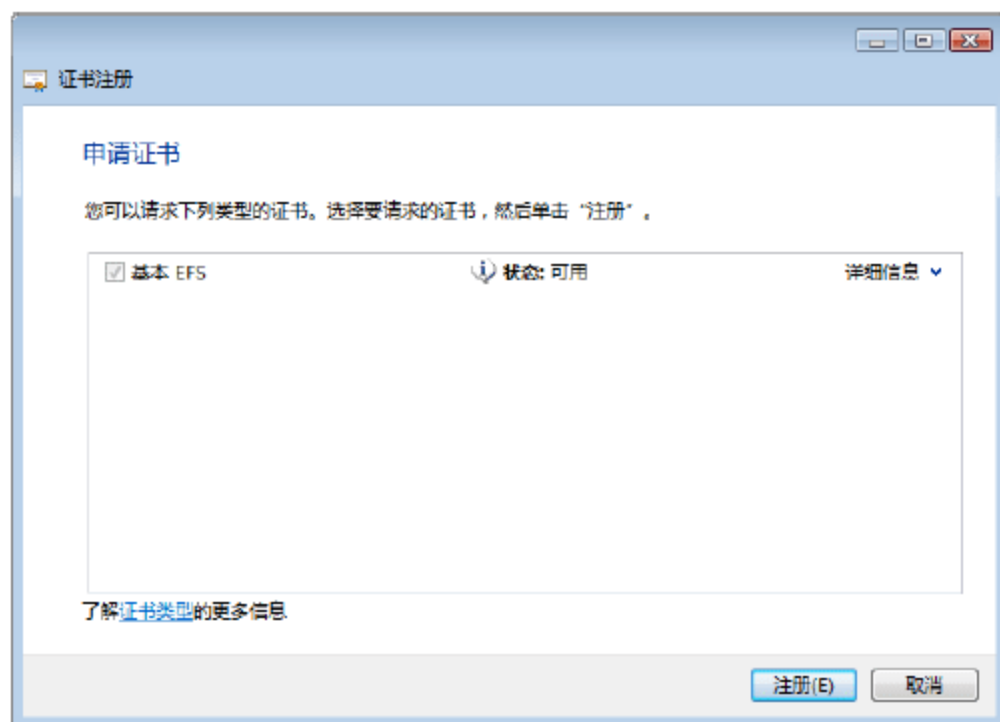 证书注册
申请证书
您可以请求下列类型的证书。选择要请求的证书，然后单击“注册”。
基本 EFS 状态: 可用 详细信息
了解证书类型的更多信息
注册(E) 取消